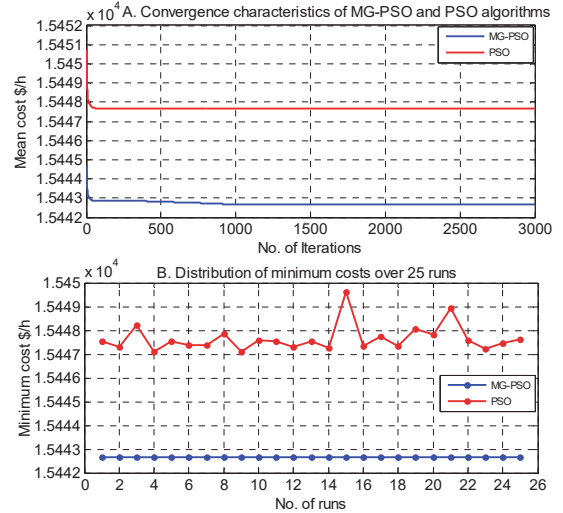 x 10^4 A. Convergence characteristics of MG-PSO and PSO algorithms
1.5452
1.5451
1.545
1.5449
1.5448
1.5447
1.5446
1.5445
1.5444
1.5443
1.5442
Mean cost $/h
MG-PSO
PSO
0 500 1000 1500 2000 2500 3000
No. of Iterations
x 10^4
B. Distribution of minimum costs over 25 runs
1.545
1.5449
1.5448
1.5447
1.5446
1.5445
1.5444
1.5443
1.5442
Minimum cost $/h
MG-PSO
PSO
0 2 4 6 8 10 12 14 16 18 20 22 24 26
No. of runs